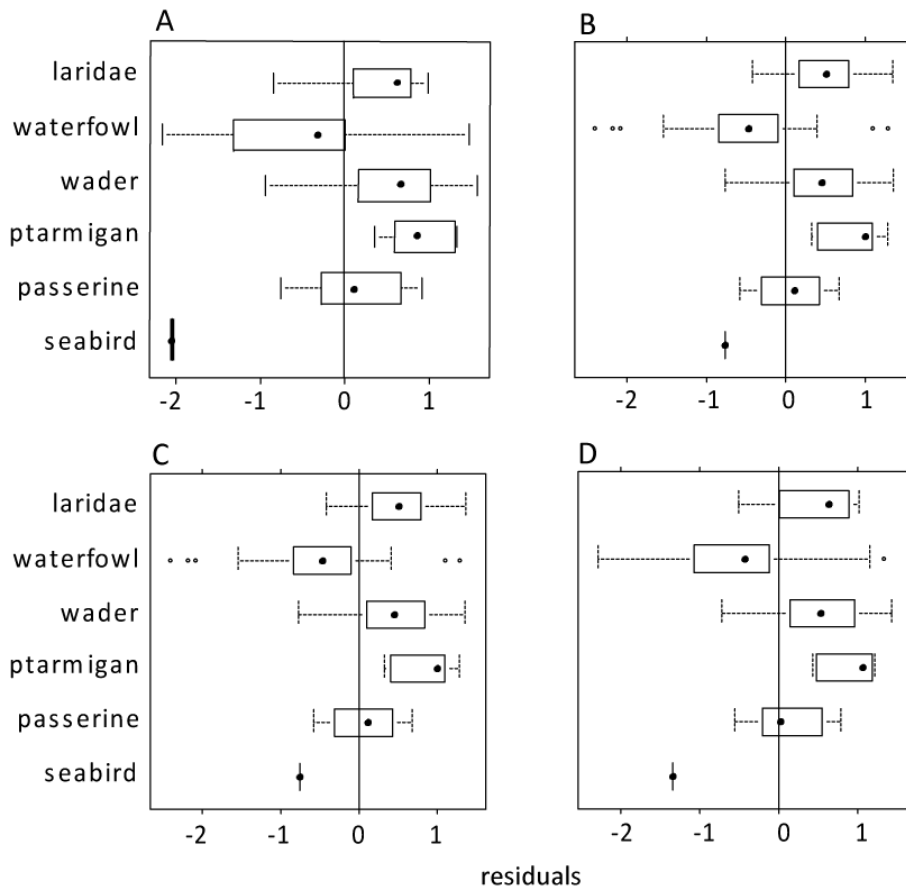 A
B
laridae
waterfowl
wader
ptarmigan
passerine
seabird
-2 -1 0 1
-2 -1 0 1
C
D
laridae
waterfowl
wader
ptarmigan
passerine
seabird
-2 -1 0 1
-2 -1 0 1
residuals